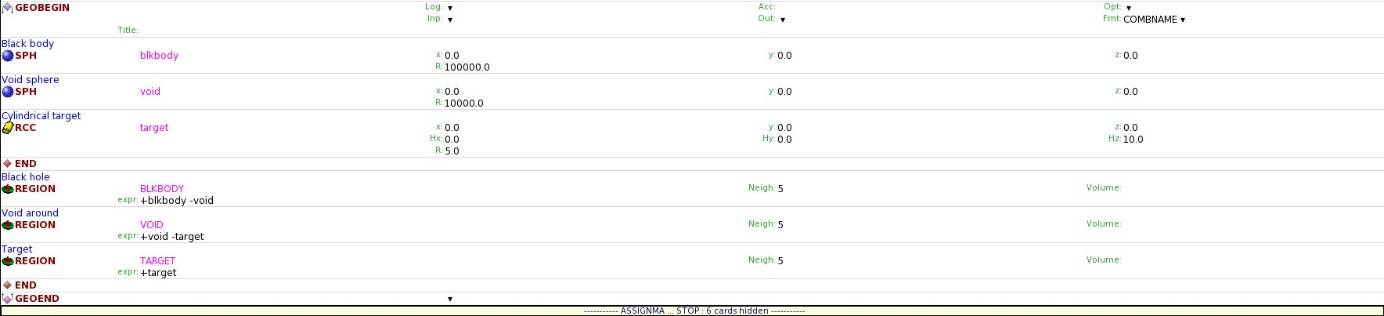 GEOBEGIN Log: ▼ Acc: Opt: ▼
Inp: ▼ Out: ▼ Fmt: COMBNAME ▼
Title:
Black body
SPH blkbody x: 0.0 y: 0.0 z: 0.0
R: 100000.0
Void sphere
SPH void x: 0.0 y: 0.0 z: 0.0
R: 10000.0
Cylindrical target
RCC target x: 0.0 y: 0.0 z: 0.0
Hx: 0.0 Hy: 0.0 Hz: 10.0
R: 5.0
END
Black hole
REGION BLKBODY Neigh: 5 Volume:
expr: +blkbody -void
Void around
REGION VOID Neigh: 5 Volume:
expr: +void -target
Target
REGION TARGET Neigh: 5 Volume:
expr: +target
END
GEOEND ▼
----------- ASSIGNMA ... STOP : 6 cards hidden -----------